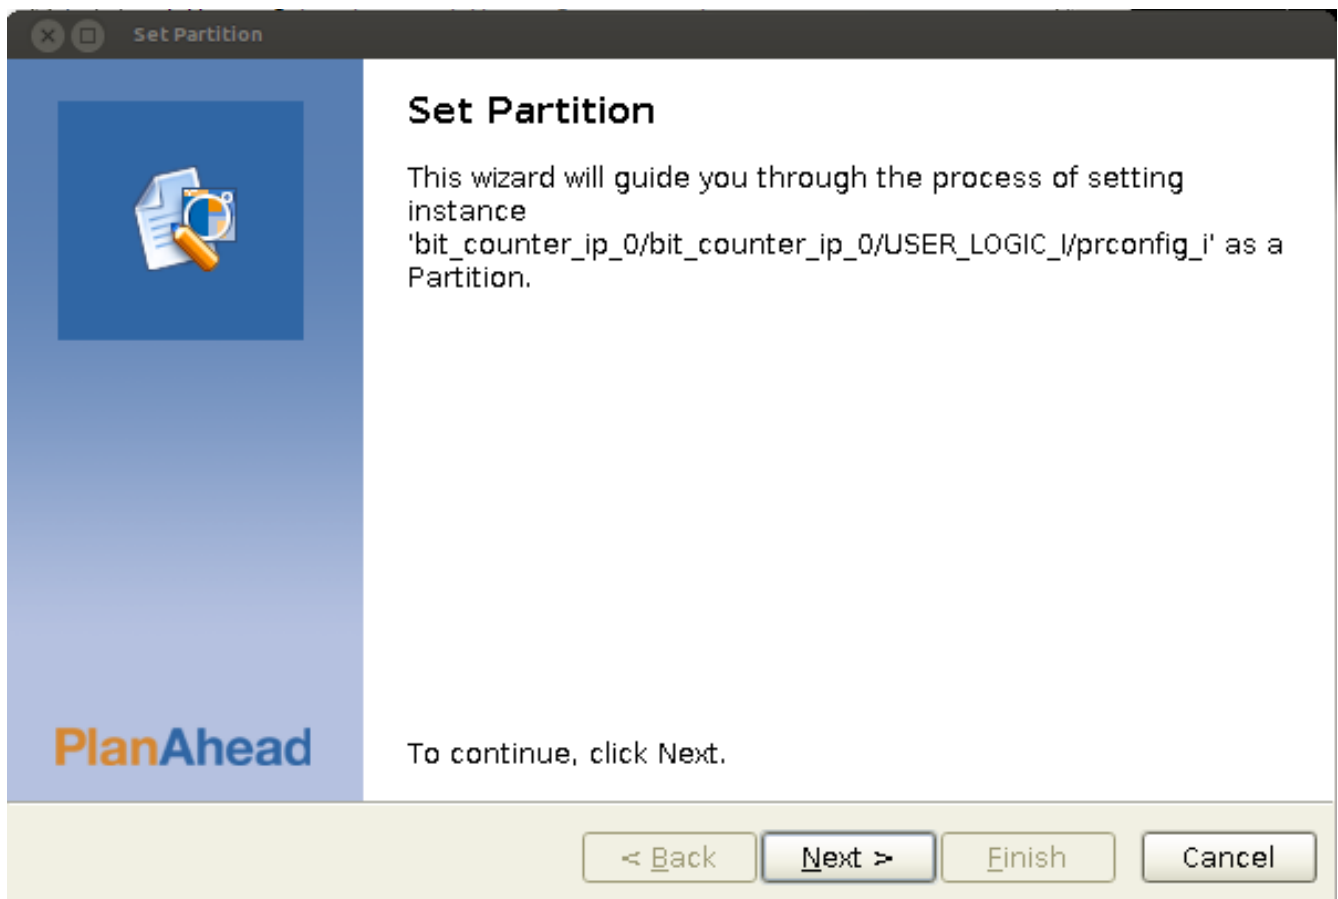 Set Partition
Set Partition
This wizard will guide you through the process of setting
instance
'bit_counter_ip_0/bit_counter_ip_0/USER_LOGIC_I/prconfig_i' as a
Partition.
PlanAhead
To continue, click Next.
< Back
Next >
Finish
Cancel